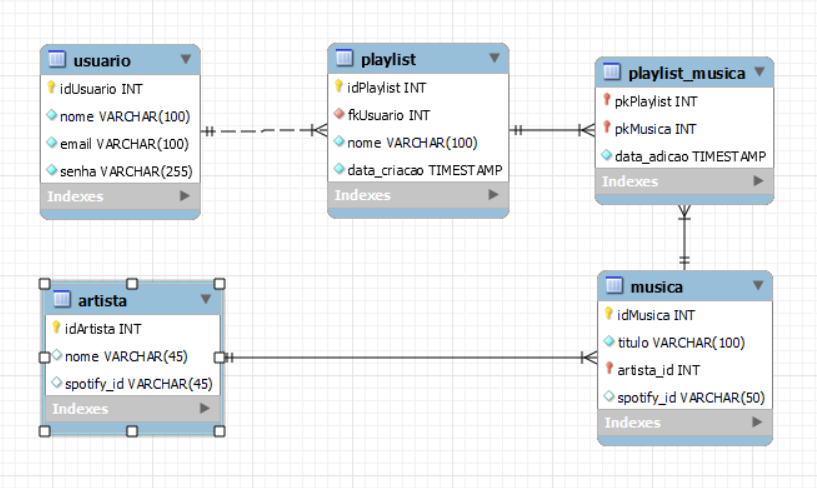 usuario
idUsuario INT
nome VARCHAR(100)
email VARCHAR(100)
senha VARCHAR(255)
Indexes
playlist
idPlaylist INT
fkUsuario INT
nome VARCHAR(100)
data_criacao TIMESTAMP
Indexes
playlist_musica
pkPlaylist INT
pkMusica INT
data_adicao TIMESTAMP
Indexes
artista
idArtista INT
nome VARCHAR(45)
spotify_id VARCHAR(45)
Indexes
musica
idMusica INT
titulo VARCHAR(100)
artista_id INT
spotify_id VARCHAR(50)
Indexes